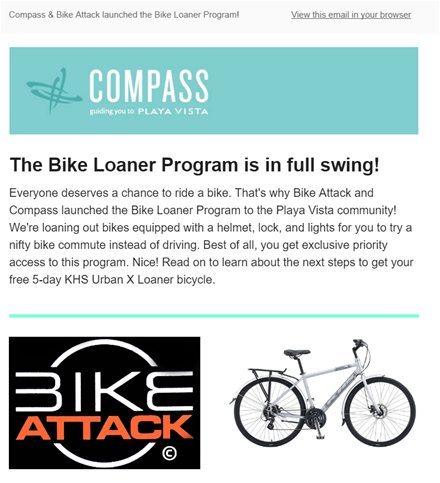 Compass & Bike Attack launched the Bike Loaner Program!
View this email in your browser
COMPASS
guiding you to PLAYA VISTA
The Bike Loaner Program is in full swing!
Everyone deserves a chance to ride a bike. That's why Bike Attack and
Compass launched the Bike Loaner Program to the Playa Vista community!
We're loaning out bikes equipped with a helmet, lock, and lights for you to try a
nifty bike commute instead of driving. Best of all, you get exclusive priority
access to this program. Nice! Read on to learn about the next steps to get your
free 5-day KHS Urban X Loaner bicycle.
BIKE
ATTACK
©